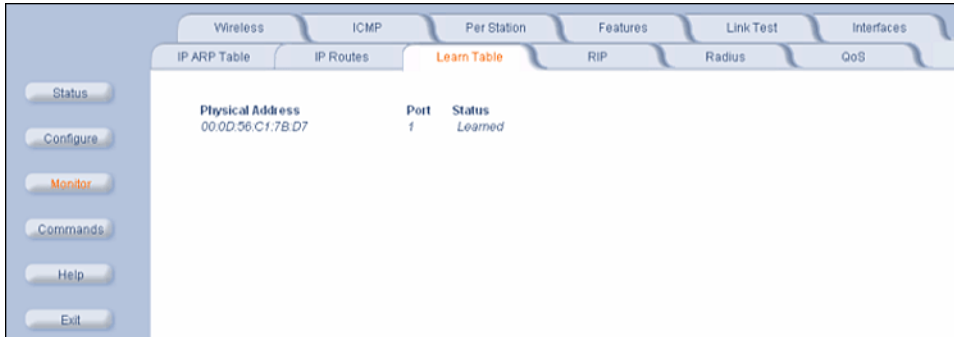 Wireless ICMP Per Station Features Link Test Interfaces
IP ARP Table IP Routes Learn Table RIP Radius QoS
Status
Physical Address Port Status
00:0D:56:C1:7B:D7 1 Learned
Configure
Monitor
Commands
Help
Exit